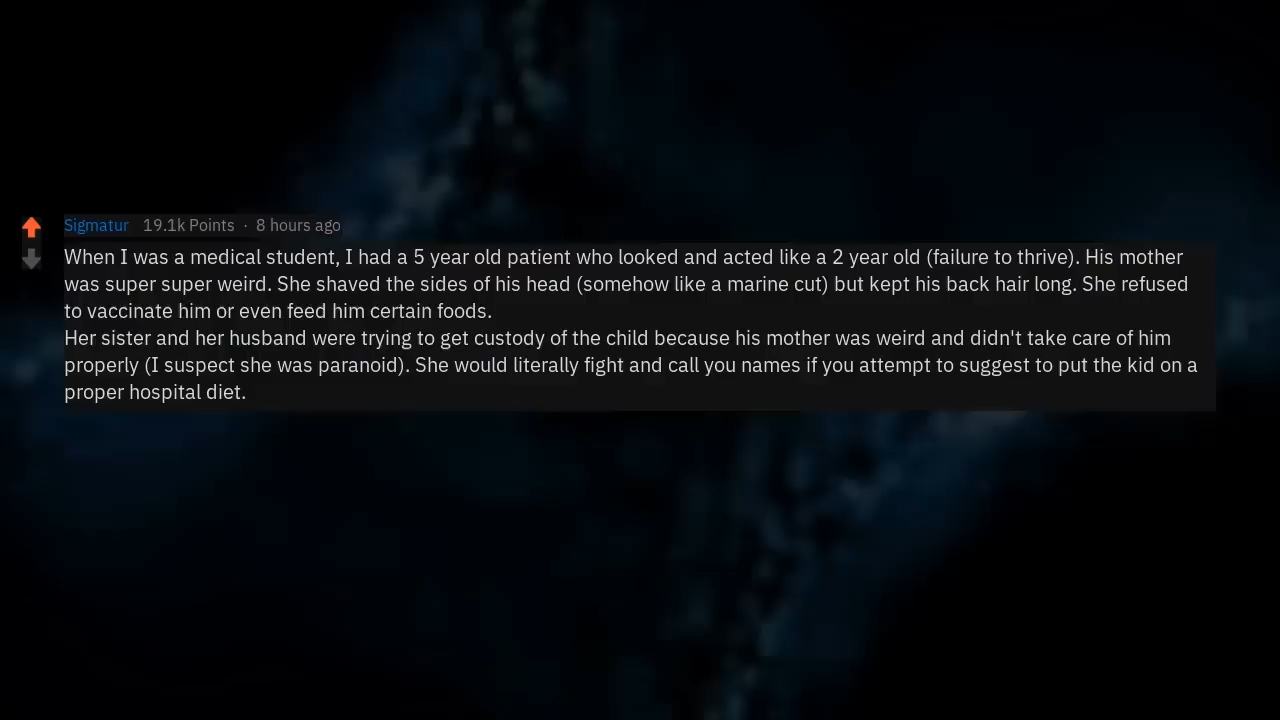 Sigmatur 19.1k Points · 8 hours ago
When I was a medical student, I had a 5 year old patient who looked and acted like a 2 year old (failure to thrive). His mother
was super super weird. She shaved the sides of his head (somehow like a marine cut) but kept his back hair long. She refused
to vaccinate him or even feed him certain foods.
Her sister and her husband were trying to get custody of the child because his mother was weird and didn't take care of him
properly (I suspect she was paranoid). She would literally fight and call you names if you attempt to suggest to put the kid on a
proper hospital diet.